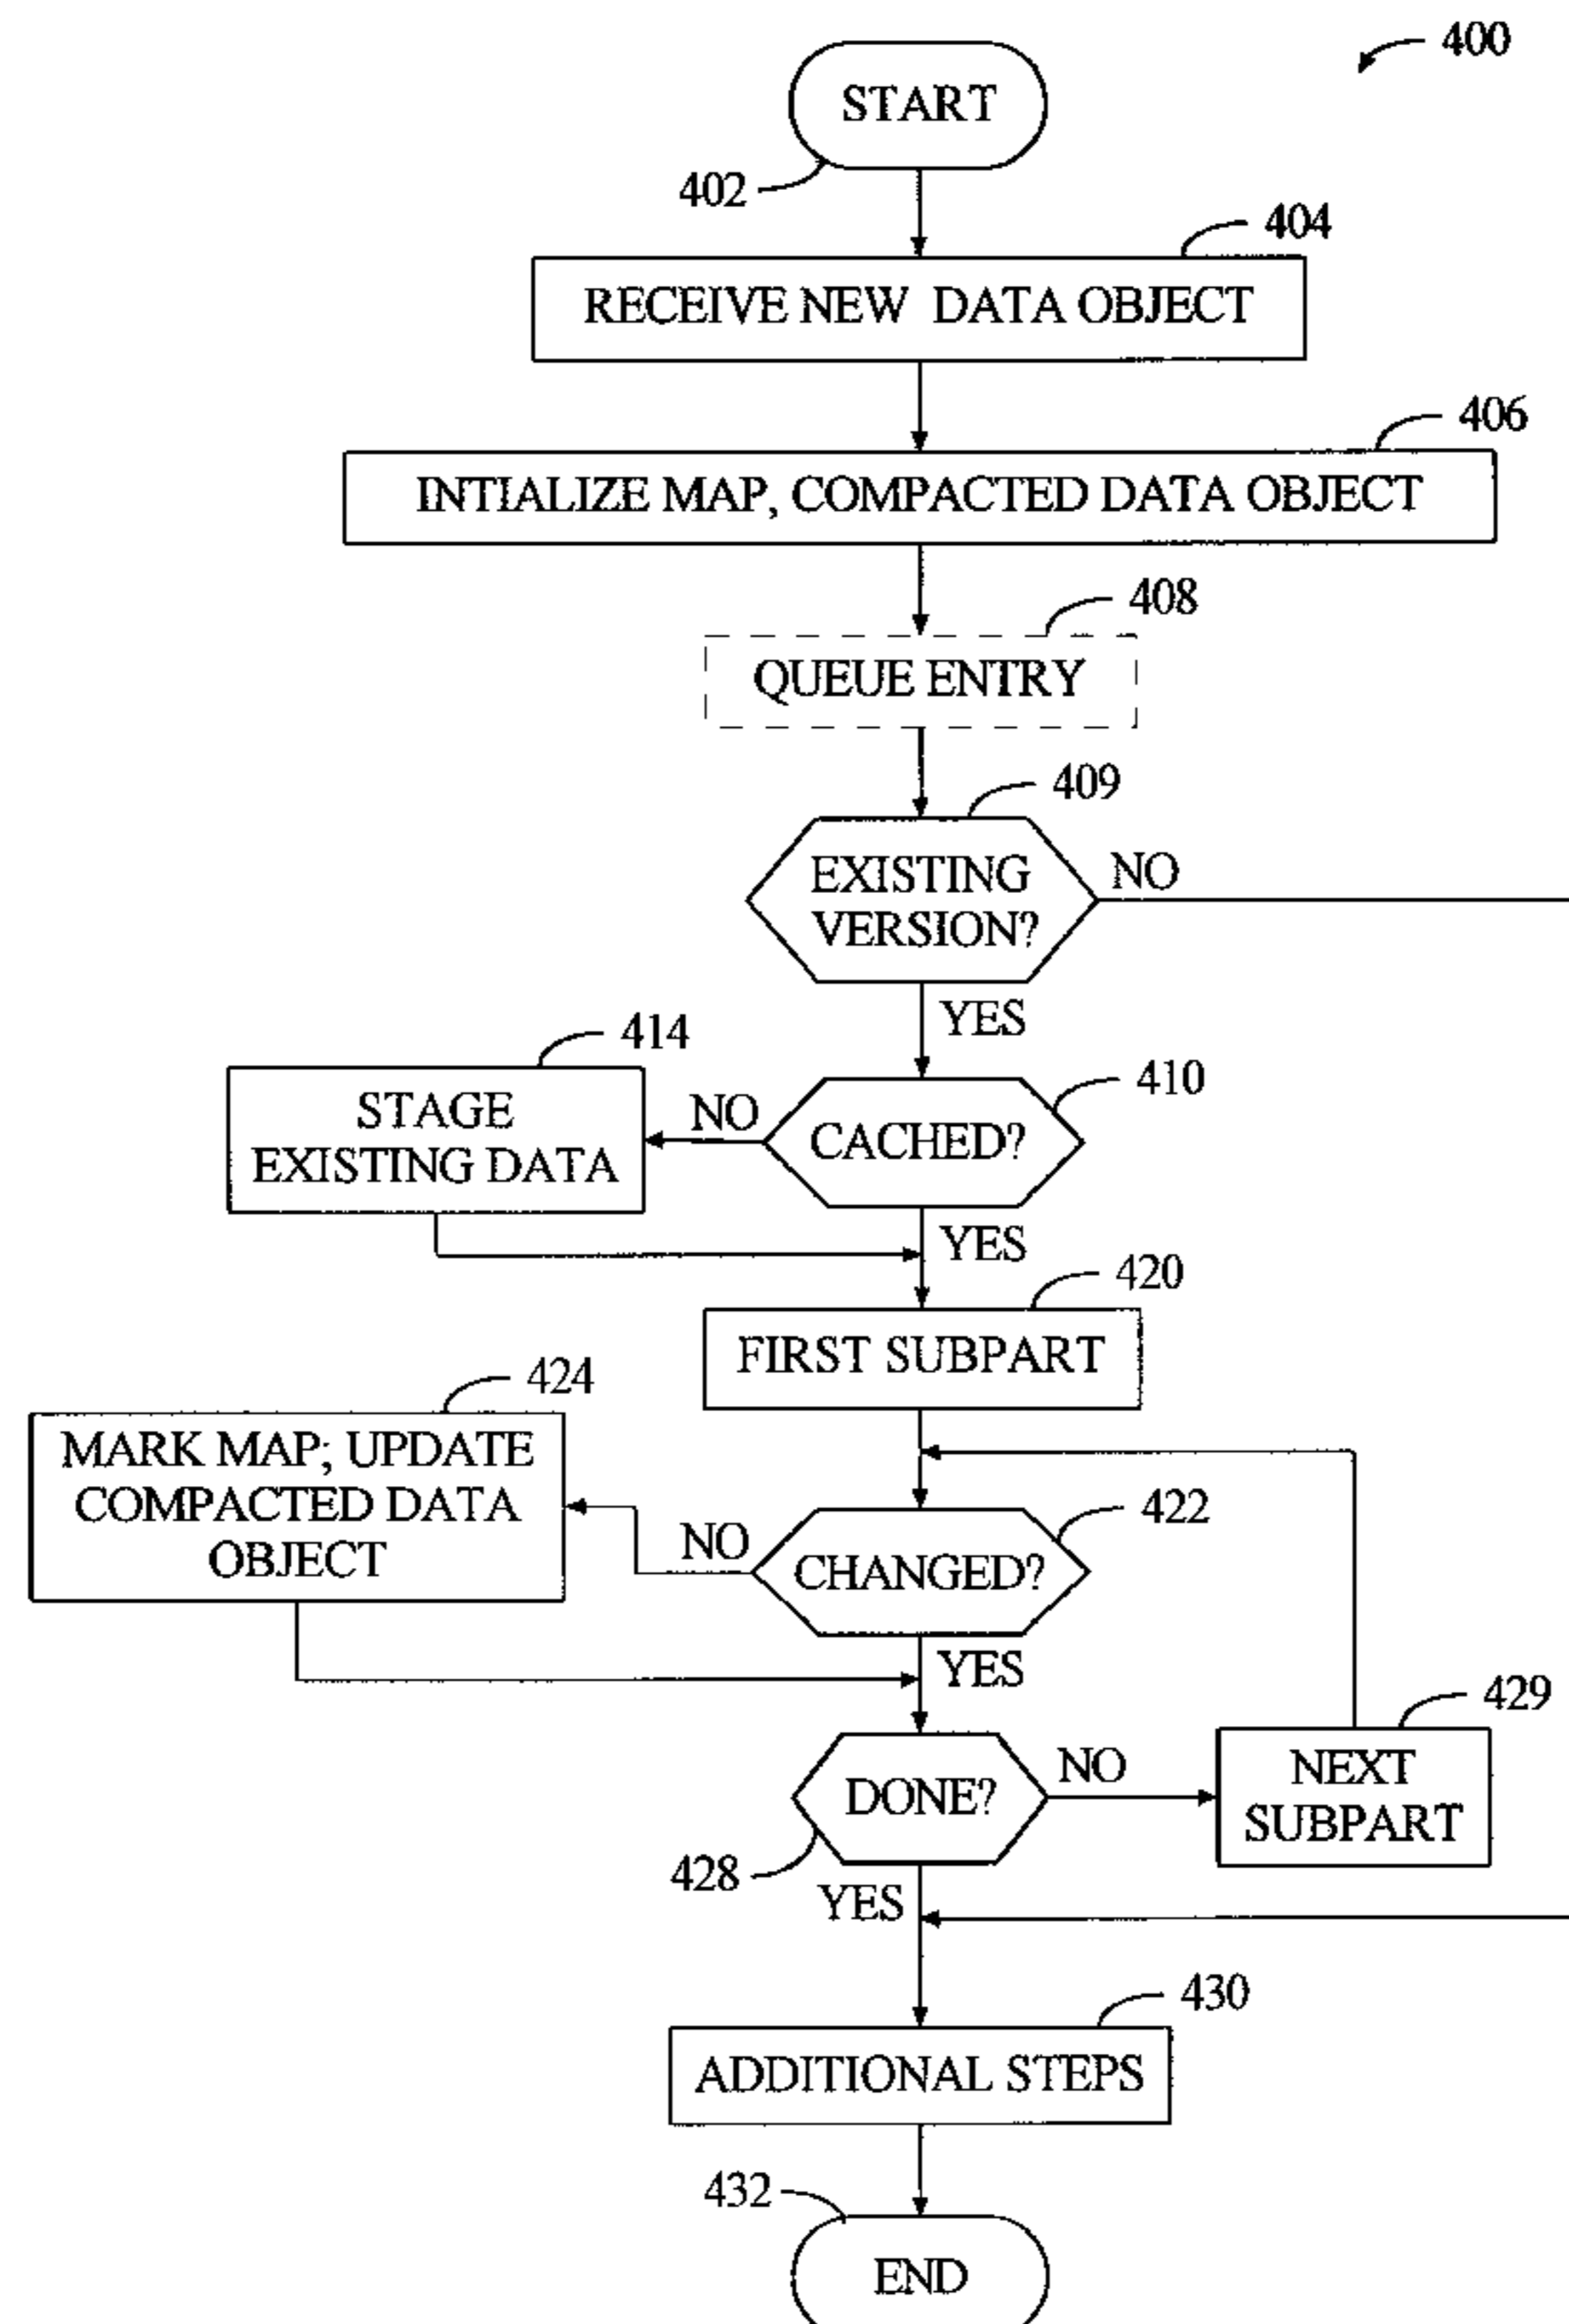 400
START
402
404
RECEIVE NEW DATA OBJECT
406
INTIALIZE MAP, COMPACTED DATA OBJECT
408
QUEUE ENTRY
409
EXISTING
VERSION?
NO
YES
414
STAGE
EXISTING DATA
NO
410
CACHED?
YES
420
FIRST SUBPART
424
MARK MAP; UPDATE
COMPACTED DATA
OBJECT
NO
422
CHANGED?
YES
429
DONE?
NO
NEXT
SUBPART
428
YES
430
ADDITIONAL STEPS
432
END